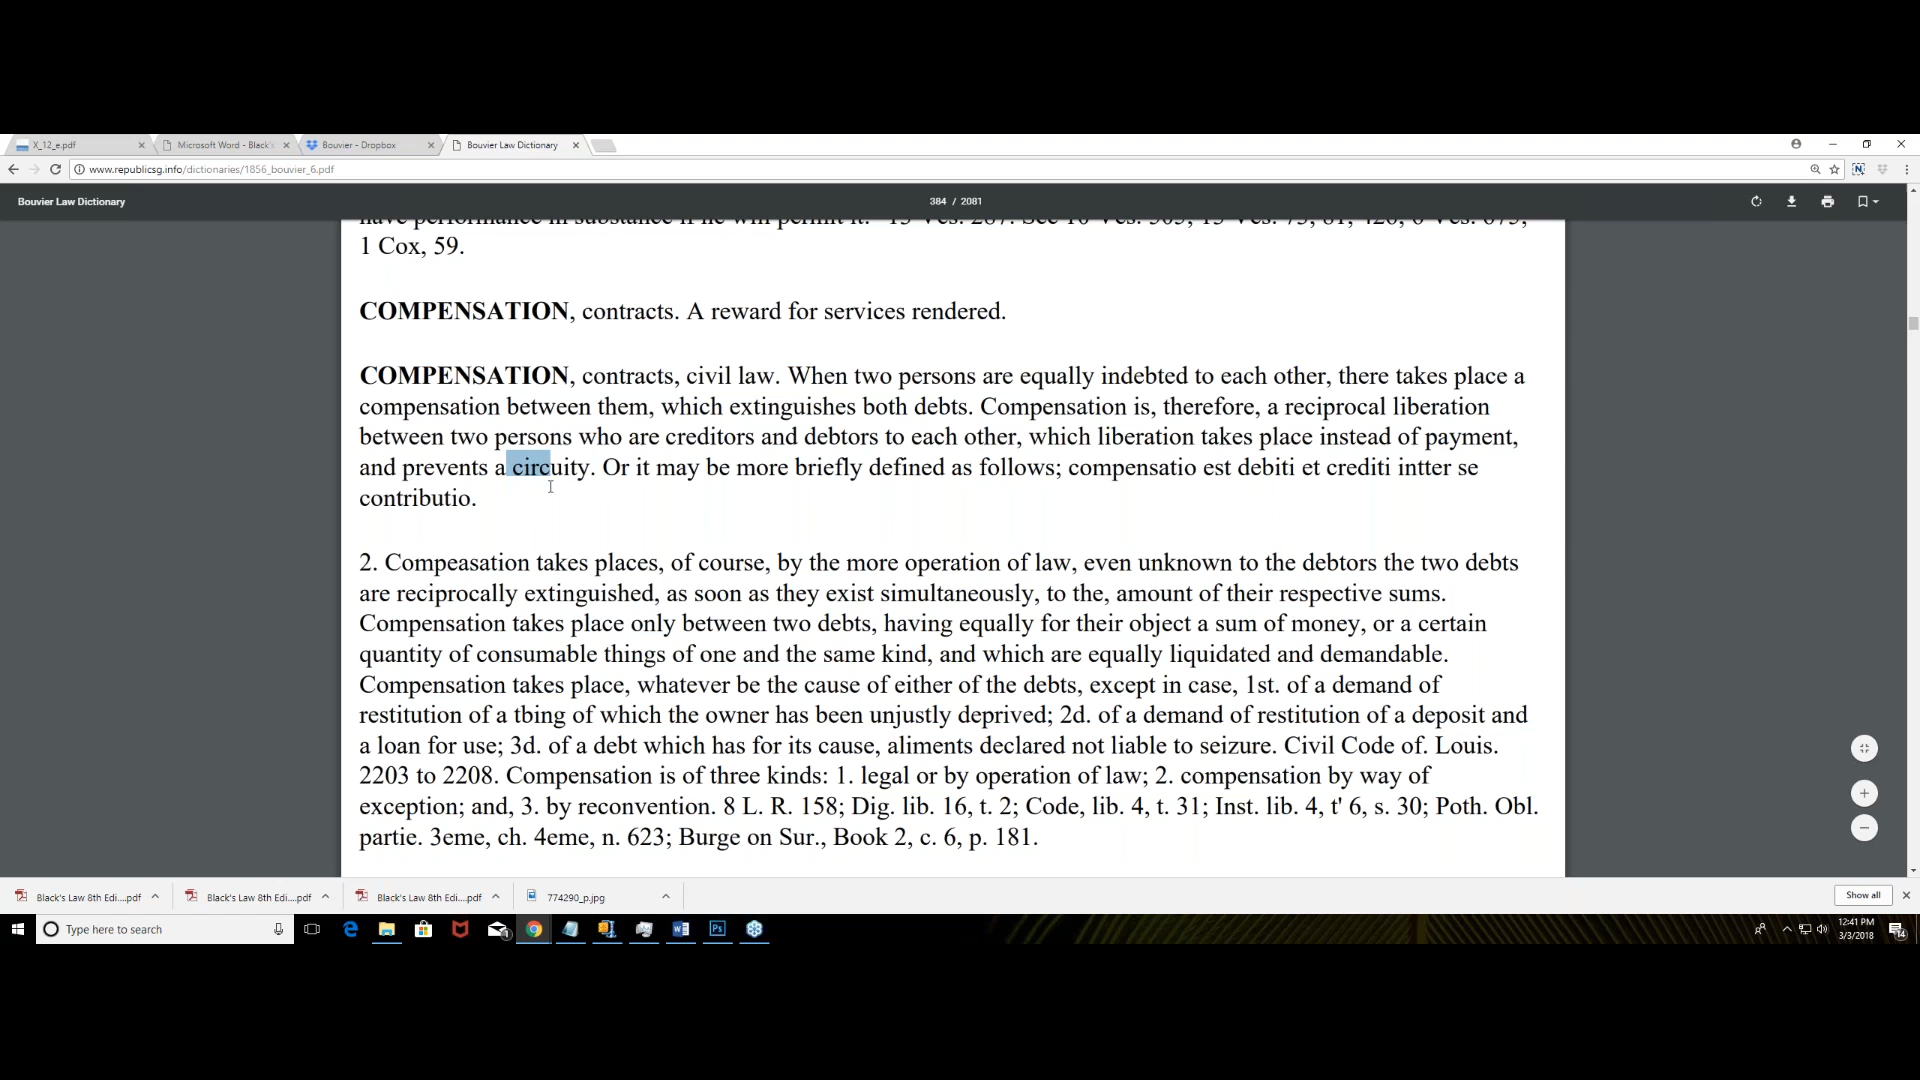 X_12_e.pdf
Microsoft Word - Black's
Bouvier - Dropbox
Bouvier Law Dictionary
www.republicsg.info/dictionaries/1856_bouvier_6.pdf
Bouvier Law Dictionary
384 / 2081
have performance in substance if he will permit it.
1 Cox, 59.
COMPENSATION, contracts. A reward for services rendered.
COMPENSATION, contracts, civil law. When two persons are equally indebted to each other, there takes place a
compensation between them, which extinguishes both debts. Compensation is, therefore, a reciprocal liberation
between two persons who are creditors and debtors to each other, which liberation takes place instead of payment,
and prevents a circuity. Or it may be more briefly defined as follows; compensatio est debiti et crediti intter se
contributio.
2. Compeasation takes places, of course, by the more operation of law, even unknown to the debtors the two debts
are reciprocally extinguished, as soon as they exist simultaneously, to the, amount of their respective sums.
Compensation takes place only between two debts, having equally for their object a sum of money, or a certain
quantity of consumable things of one and the same kind, and which are equally liquidated and demandable.
Compensation takes place, whatever be the cause of either of the debts, except in case, 1st. of a demand of
restitution of a tbing of which the owner has been unjustly deprived; 2d. of a demand of restitution of a deposit and
a loan for use; 3d. of a debt which has for its cause, aliments declared not liable to seizure. Civil Code of. Louis.
2203 to 2208. Compensation is of three kinds: 1. legal or by operation of law; 2. compensation by way of
exception; and, 3. by reconvention. 8 L. R. 158; Dig. lib. 16, t. 2; Code, lib. 4, t. 31; Inst. lib. 4, t' 6, s. 30; Poth. Obl.
partie. 3eme, ch. 4eme, n. 623; Burge on Sur., Book 2, c. 6, p. 181.
Black's Law 8th Edi....pdf
Black's Law 8th Edi....pdf
Black's Law 8th Edi....pdf
774290_p.jpg
Show all
Type here to search
12:41 PM
3/3/2018
14